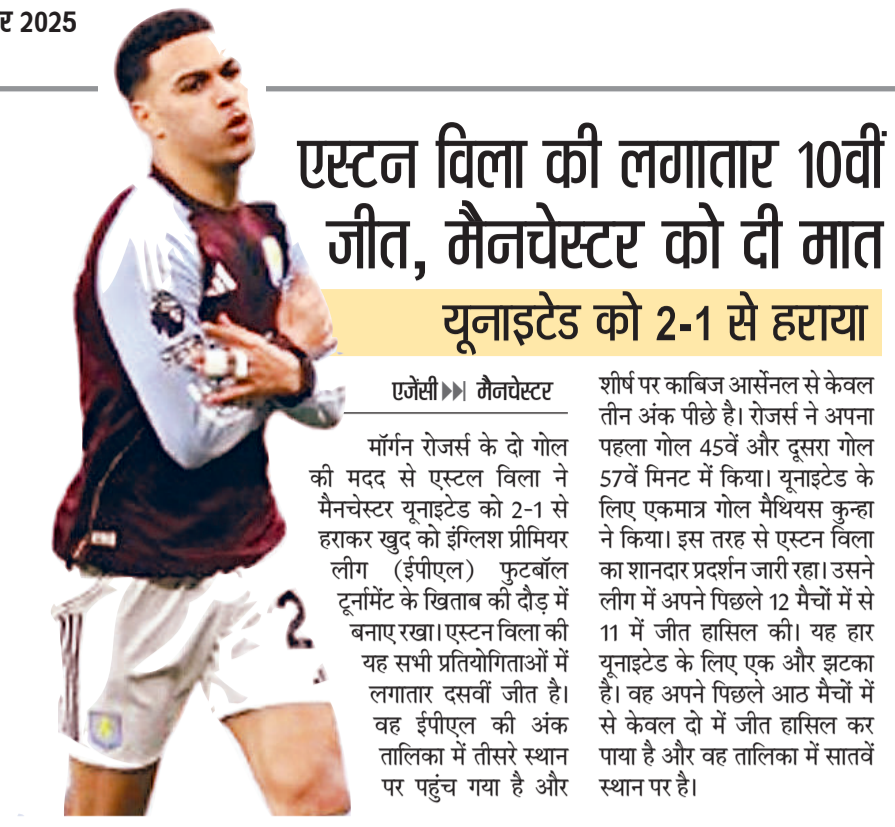 र 2025
एस्टन विला की लगातार 10वीं
जीत, मैनचेस्टर को दी मात
यूनाइटेड को 2-1 से हराया
एजेंसी मैनचेस्टर
मॉर्गन रोजर्स के दो गोल
की मदद से एस्टल विला ने
मैनचेस्टर यूनाइटेड को 2-1 से
हराकर खुद को इंग्लिश प्रीमियर
लीग (ईपीएल) फुटबॉल
टूर्नामेंट के खिताब की दौड़ में
बनाए रखा। एस्टन विला की
यह सभी प्रतियोगिताओं में
लगातार दसवीं जीत है।
वह ईपीएल की अंक
तालिका में तीसरे स्थान
पर पहुंच गया है और
शीर्ष पर काबिज आर्सेनल से केवल
तीन अंक पीछे है। रोजर्स ने अपना
पहला गोल 45वें और दूसरा गोल
57वें मिनट में किया। यूनाइटेड के
लिए एकमात्र गोल मैथियस कुन्हा
ने किया। इस तरह से एस्टन विला
का शानदार प्रदर्शन जारी रहा। उसने
लीग में अपने पिछले 12 मैचों में से
11 में जीत हासिल की। यह हार
यूनाइटेड के लिए एक और झटका
है। वह अपने पिछले आठ मैचों में
से केवल दो में जीत हासिल कर
पाया है और वह तालिका में सातवें
स्थान पर है।
2